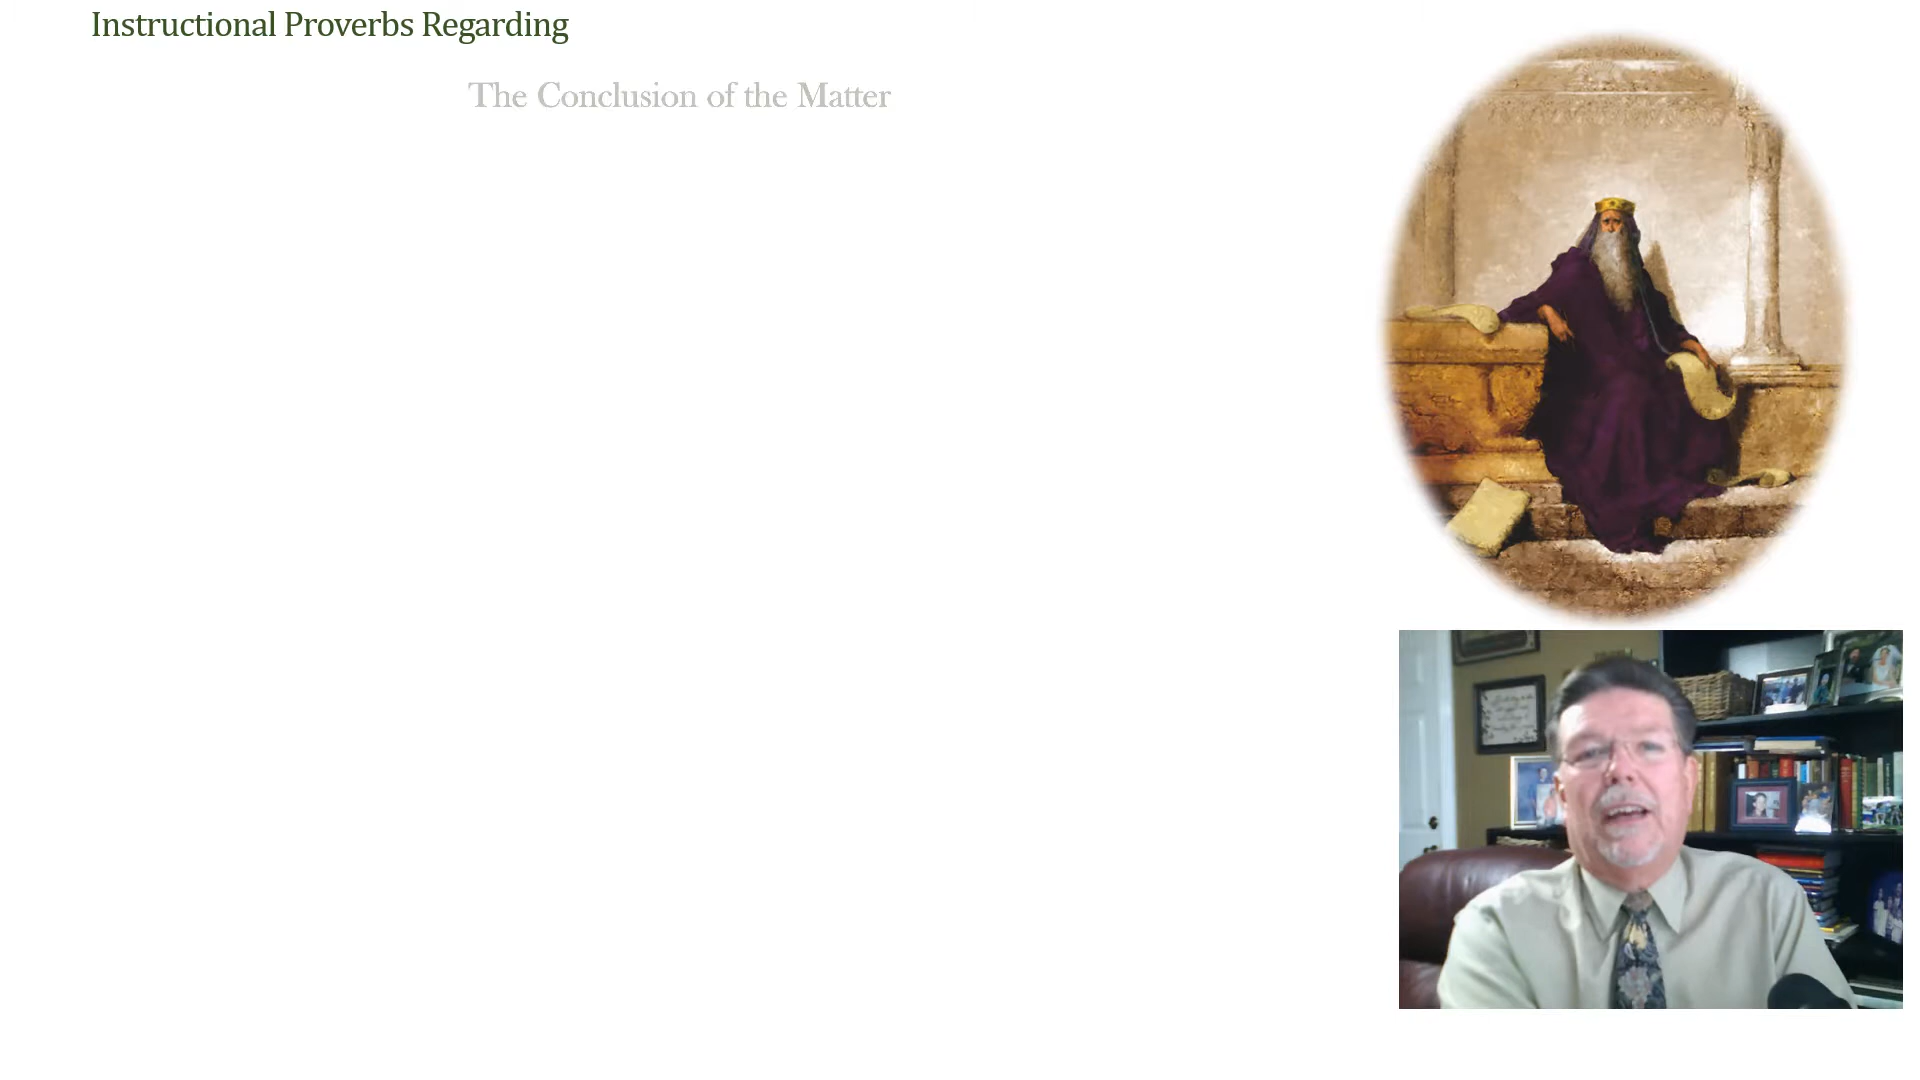 Instructional Proverbs Regarding
The Conclusion of the Matter